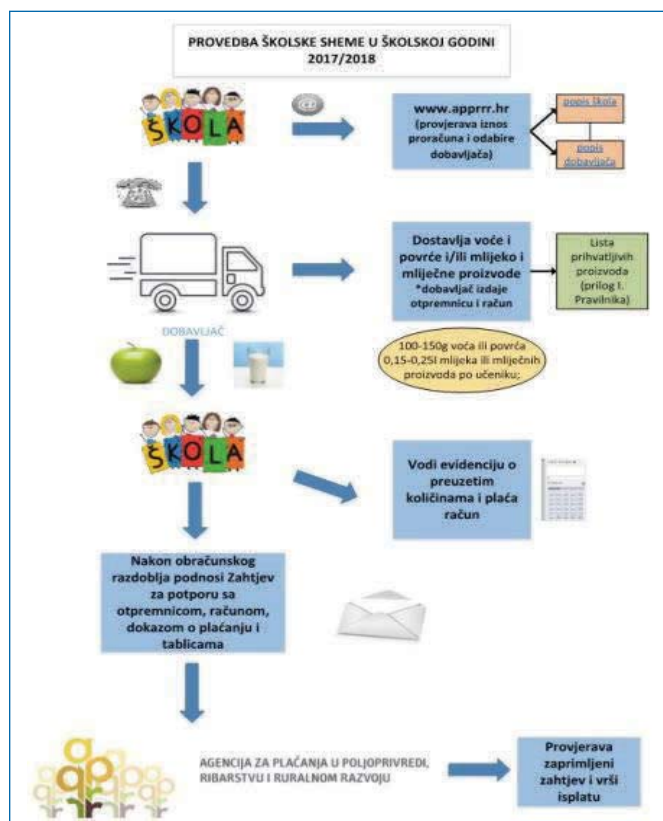 PROVEDBA ŠKOLSKE SHEME U ŠKOLSKOJ GODINI
2017/2018
ŠKOLA
@
www.apprrr.hr
(provjerava iznos
proračuna i odabire
dobavljača)
popis škola
popis
dobavljača
Dostavlja voće i
povrće i/ili mlijeko i
mliječne proizvode
*dobavljač izdaje
otpremnicu i račun
Lista
prihvatljivih
proizvoda
(prilog I.
Pravilnika)
DOBAVLJAČ
100-150g voća ili povrća
0,15-0,25l mlijeka ili mliječnih
proizvoda po učeniku;
ŠKOLA
Vodi evidenciju o
preuzetim
količinama i plaća
račun
Nakon obračunskog
razdoblja podnosi Zahtjev
za potporu sa
otpremnicom, računom,
dokazom o plaćanju i
tablicama
AGENCIJA ZA PLAĆANJA U POLJOPRIVREDI,
RIBARSTVU I RURALNOM RAZVOJU
Provjerava
zaprimljeni
zahtjev i vrši
isplatu